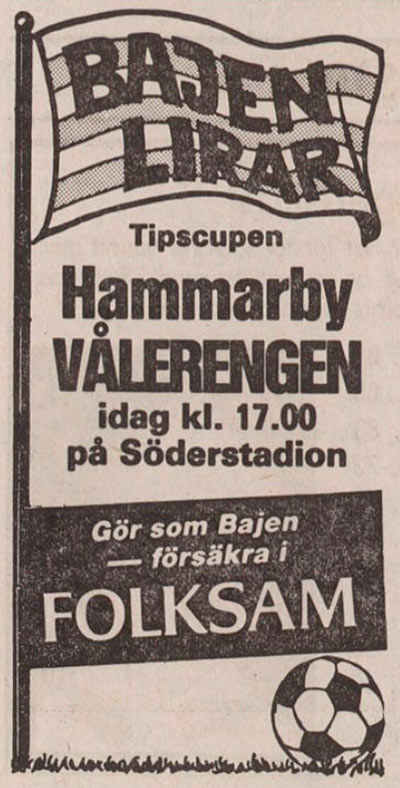 BAJEN
LIRAR
Tipscupen
Hammarby
VÅLERENGEN
idag kl. 17.00
på Söderstadion
Gör som Bajen
— försäkra i
FOLKSAM